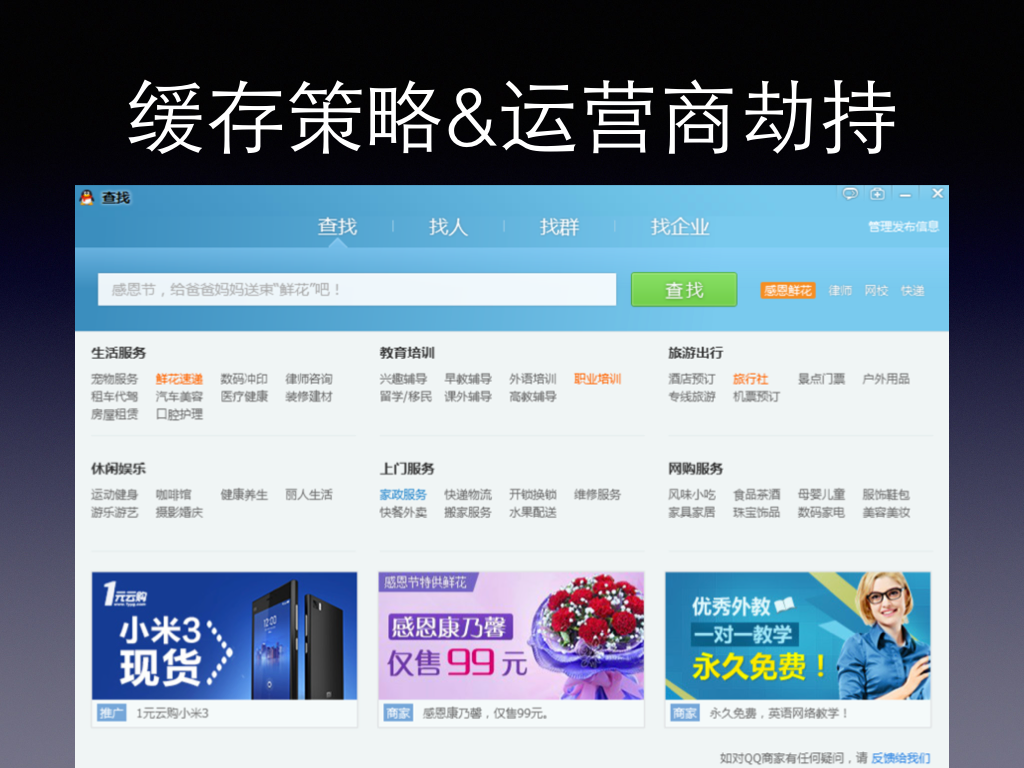 缓存策略&运营商劫持
查找
查找 找人 找群 找企业 管理发布信息
感恩节，给爸爸妈妈送束"鲜花"吧！ 查找 感恩鲜花 律师 网校 快递
生活服务 教育培训 旅游出行
宠物服务 鲜花速递 数码冲印 律师咨询 兴趣辅导 早教辅导 外语培训 职业培训 酒店预订 旅行社 景点门票 户外用品
租车代驾 汽车美容 医疗健康 装修建材 留学/移民 课外辅导 高教辅导 专线旅游 机票预订
房屋租赁 口腔护理
休闲娱乐 上门服务 网购服务
运动健身 咖啡馆 健康养生 丽人生活 家政服务 快递物流 开锁换锁 维修服务 风味小吃 食品茶酒 母婴儿童 服饰鞋包
游乐游艺 摄影婚庆 快餐外卖 搬家服务 水果配送 家具家居 珠宝饰品 数码家电 美容美妆
1元云购
小米3
现货
感恩节特供鲜花
感恩康乃馨
仅售99元
优秀外教
一对一教学
永久免费！
推广 1元云购小米3
商家 感恩康乃馨，仅售99元。
商家 永久免费，英语网络教学！
如对QQ商家有任何疑问，请 反馈给我们